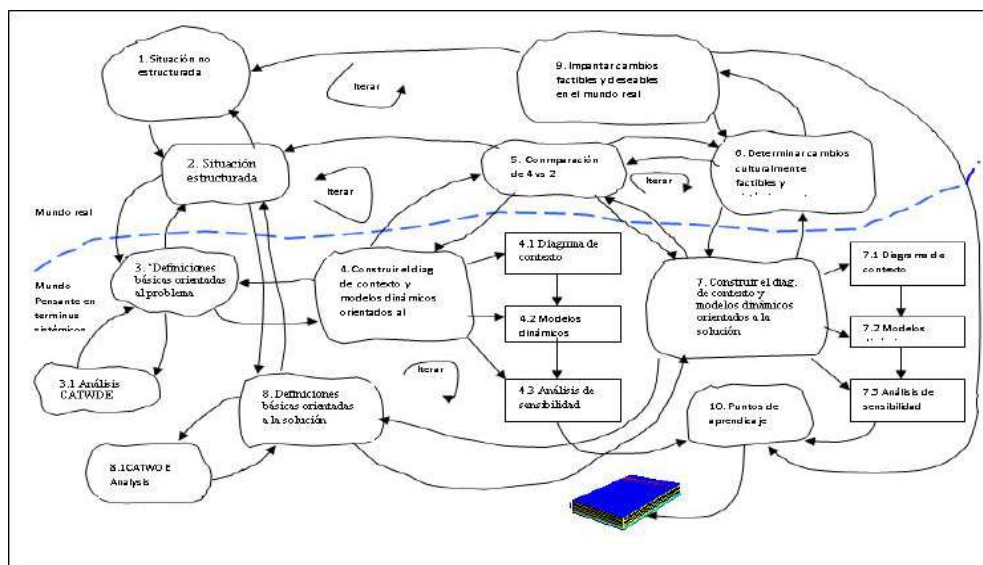 1. Situación no
estructurada
Iterar
9. Impantar cambios
factibles y deseables
en el mundo real
2. Situación
estructurada
Iterar
5. Conmparación
de 4 vs 2
Iterar
6. Determinar cambios
culturalmente
factibles y
Mundo real
Mundo
Pensante en
terminus
sistémicos
3. "Definiciones
básicas orientadas
al problema
4. Construir el diag
de contexto y
modelos dinámicos
orientados al
4.1 Diagrama de
contexto
4.2 Modelos
dinámicos
4.3 Análisis de
sensibilidad
7. Construir el diag.
de contexto y
modelos dinámicos
orientados a la
solución
7.1 Diagrama de
contexto
7.2 Modelos
7.3 Análisis de
sensibilidad
3.1 Análisis
CATWDE
Iterar
8. Definiciones
básicas orientadas
a la solución
10. Puntos de
aprendizaje
8.1CATWOE
Analysis